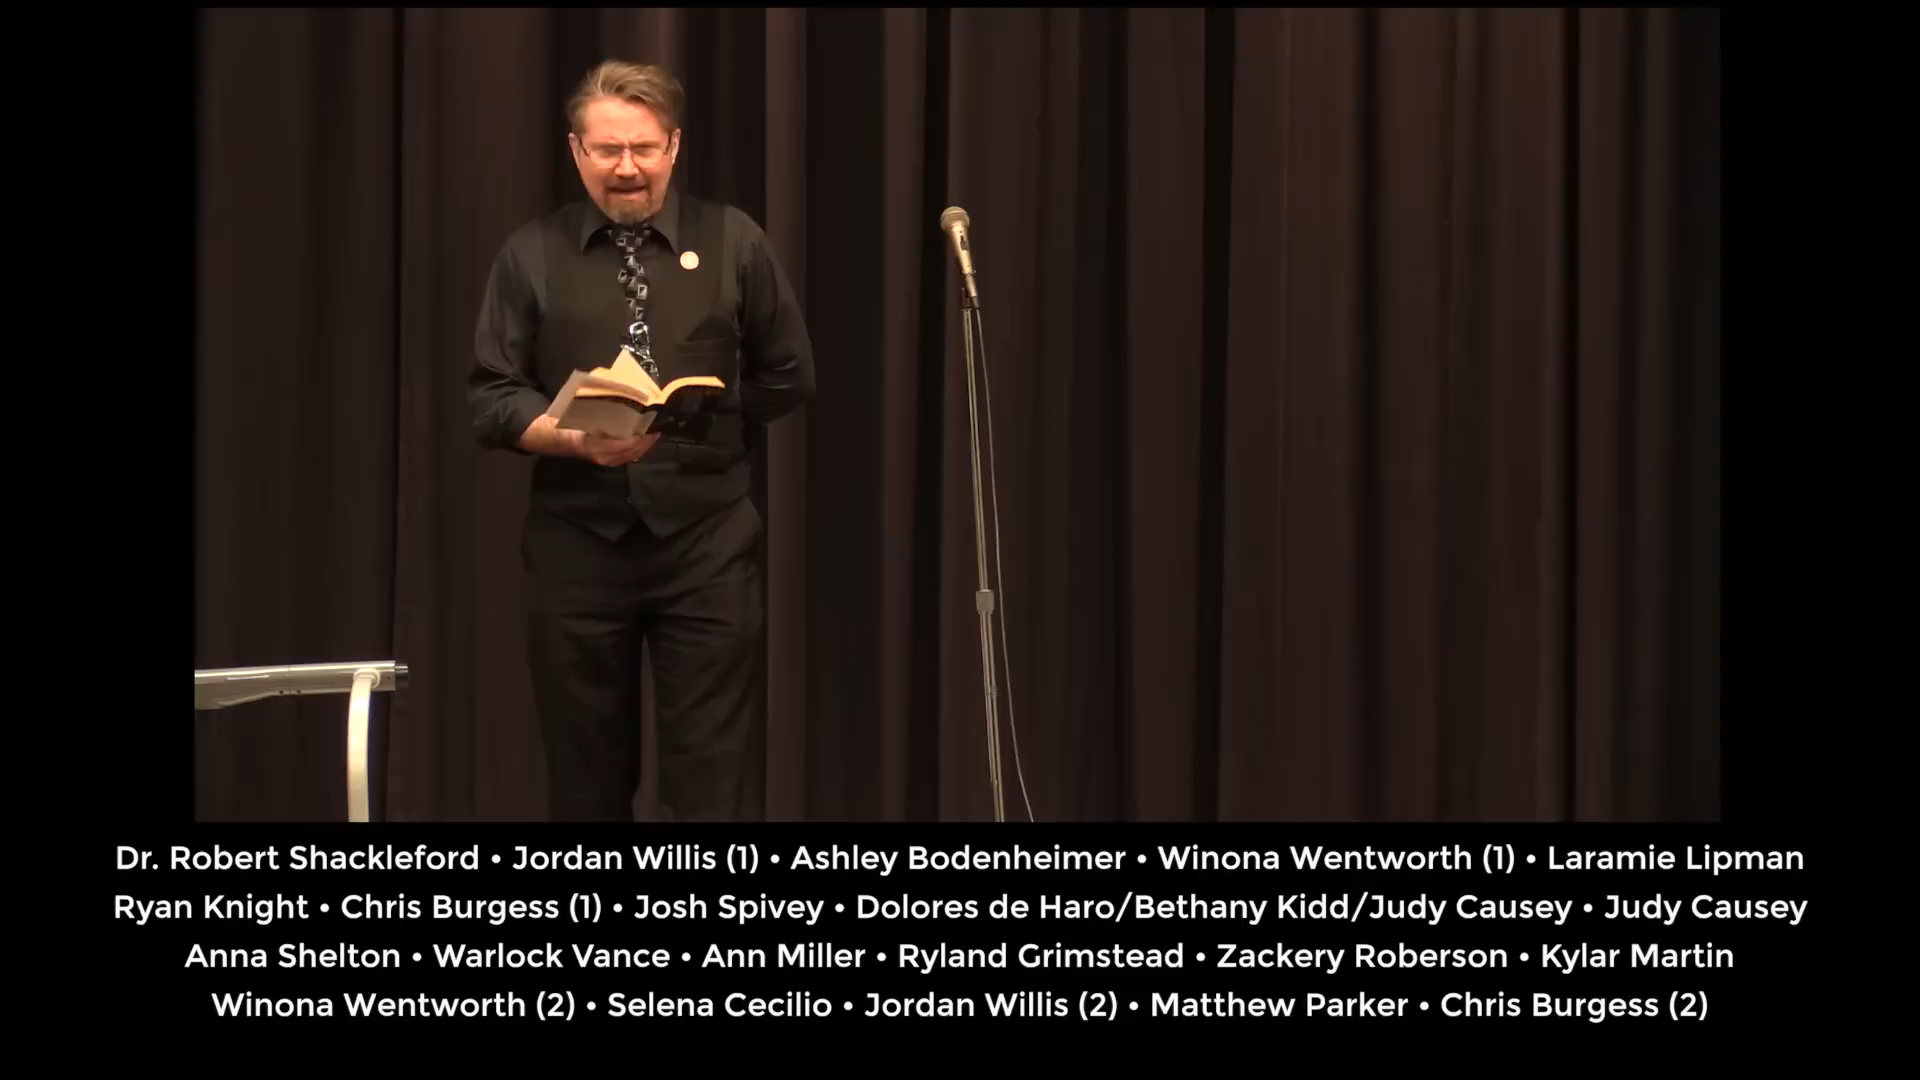 Dr. Robert Shackleford • Jordan Willis (1) • Ashley Bodenheimer • Winona Wentworth (1) • Laramie Lipman
Ryan Knight • Chris Burgess (1) • Josh Spivey • Dolores de Haro/Bethany Kidd/Judy Causey • Judy Causey
Anna Shelton • Warlock Vance • Ann Miller • Ryland Grimstead • Zackery Roberson • Kylar Martin
Winona Wentworth (2) • Selena Cecilio • Jordan Willis (2) • Matthew Parker • Chris Burgess (2)